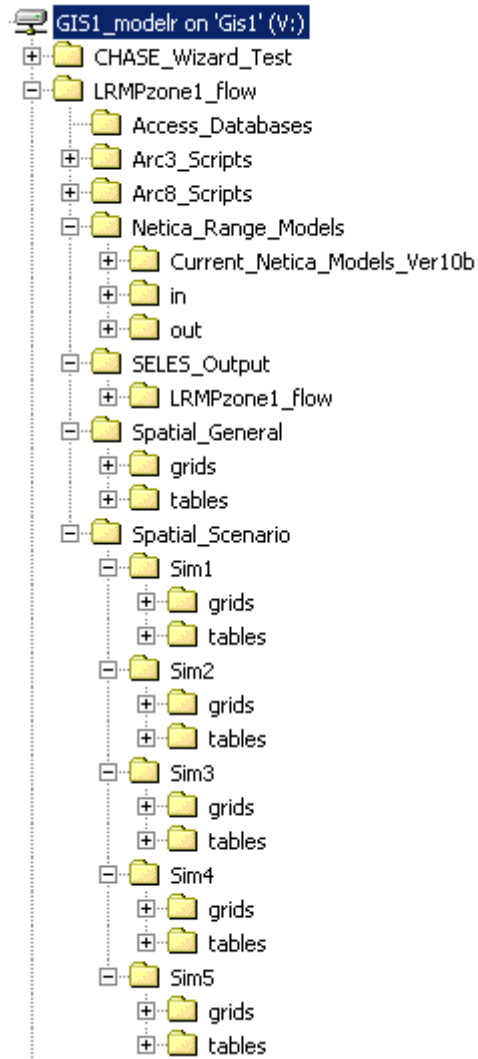 GIS1_modelr on 'Gis1' (V:)
CHASE_Wizard_Test
LRMPzone1_flow
Access_Databases
Arc3_Scripts
Arc8_Scripts
Netica_Range_Models
Current_Netica_Models_Ver10b
in
out
SELES_Output
LRMPzone1_flow
Spatial_General
grids
tables
Spatial_Scenario
Sim1
grids
tables
Sim2
grids
tables
Sim3
grids
tables
Sim4
grids
tables
Sim5
grids
tables